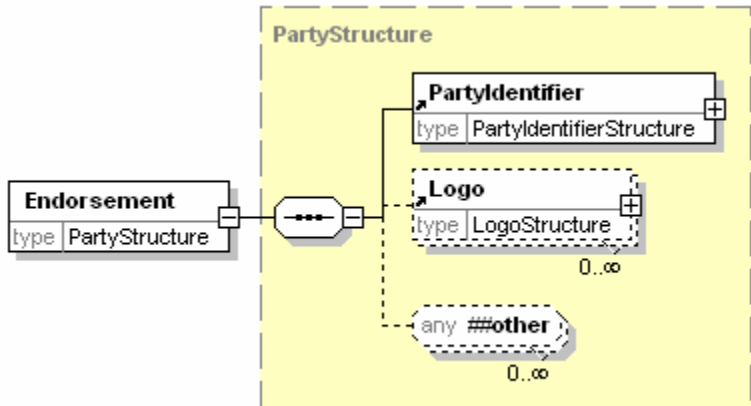 PartyStructure
PartyIdentifier
type PartyIdentifierStructure
Endorsement
type PartyStructure
Logo
type LogoStructure
0..∞
any ##other
0..∞